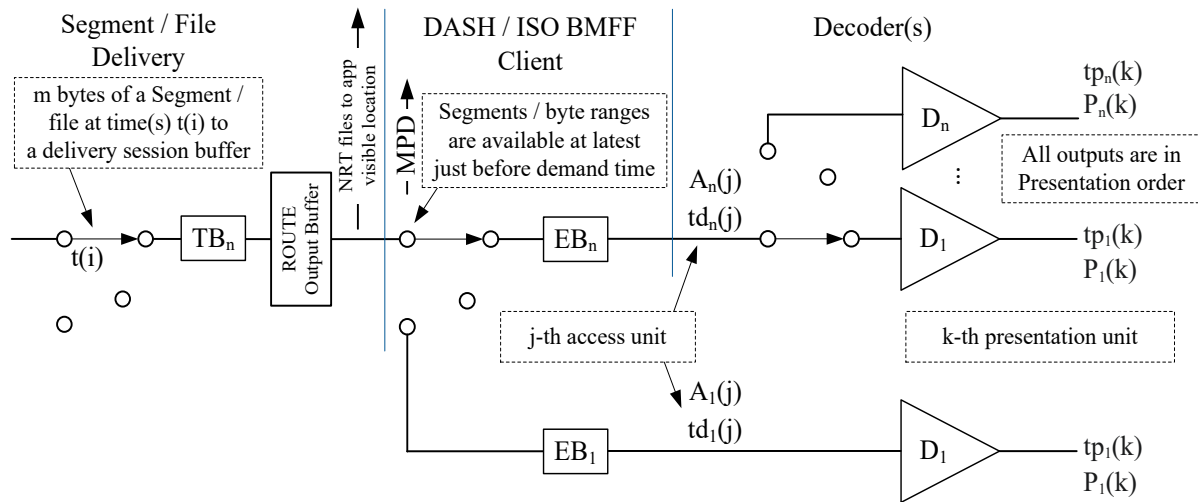 Segment / File
Delivery
m bytes of a Segment /
file at time(s) t(i) to
a delivery session buffer
t(i)
TBₙ
ROUTE
Output Buffer
NRT files to app
visible location
DASH / ISO BMFF
Client
MPD
Segments / byte ranges
are available at latest
just before demand time
EBₙ
Aₙ(j)
tdₙ(j)
j-th access unit
A₁(j)
td₁(j)
EB₁
Decoder(s)
Dₙ
tpₙ(k)
Pₙ(k)
...
All outputs are in
Presentation order
D₁
tp₁(k)
P₁(k)
k-th presentation unit
D₁
tp₁(k)
P₁(k)